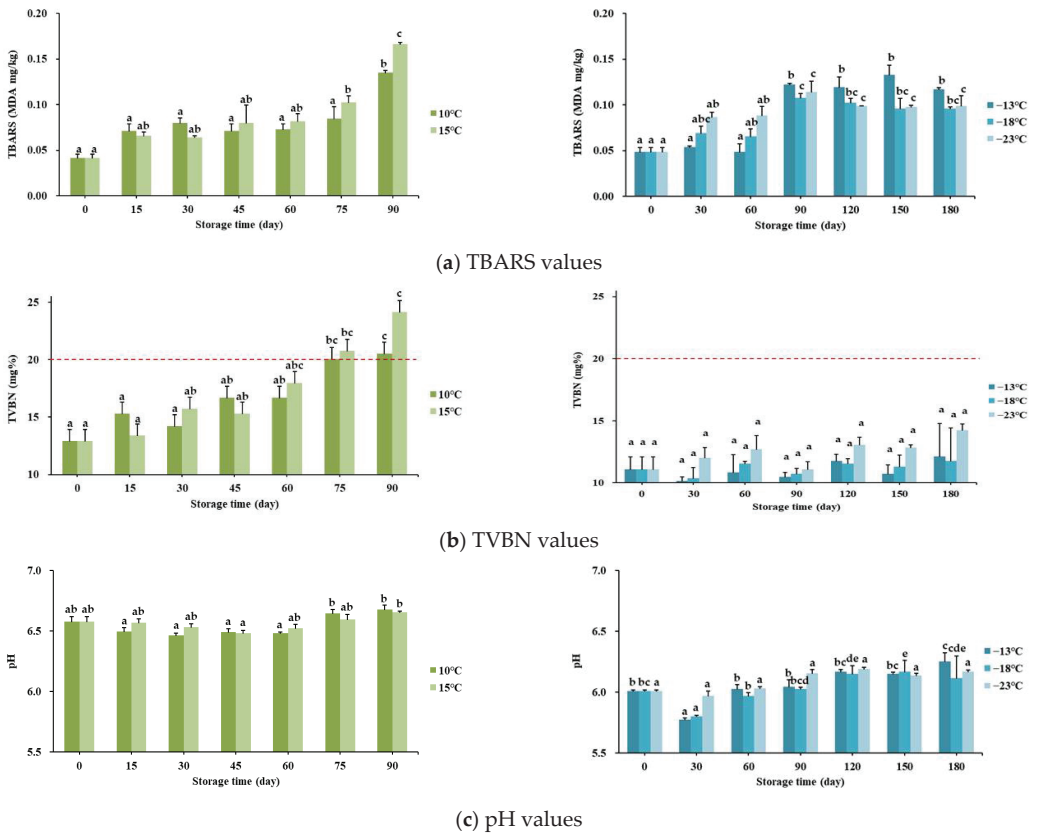 TBARS (MDA mg/kg)
0.20
0.15
0.10
0.05
0.00
a a
a ab
a ab
a ab
a ab
a b
b c
0 15 30 45 60 75 90
Storage time (day)
10°C
15°C
TBARS (MDA mg/kg)
0.20
0.15
0.10
0.05
0.00
a a a
a abc ab
a ab ab
b c c
b bc c
b bc c
b bc c
0 30 60 90 120 150 180
Storage time (day)
−13°C
−18°C
−23°C
(a) TBARS values
TVBN (mg%)
25
20
15
10
a a
a a
a ab
ab ab
ab abc
bc bc
c c
0 15 30 45 60 75 90
Storage time (day)
10°C
15°C
TVBN (mg%)
25
20
15
10
a a a
a a a
a a a
a a a
a a a
a a a
a a a
0 30 60 90 120 150 180
Storage time (day)
−13°C
−18°C
−23°C
(b) TVBN values
pH
7.0
6.5
6.0
5.5
ab ab
a ab
a ab
a a
a ab
b ab
b b
0 15 30 45 60 75 90
Storage time (day)
10°C
15°C
pH
7.0
6.5
6.0
5.5
b bc a
a a a
b b a
b bcd a
bc de a
bc e a
c cde a
0 30 60 90 120 150 180
Storage time (day)
−13°C
−18°C
−23°C
(c) pH values